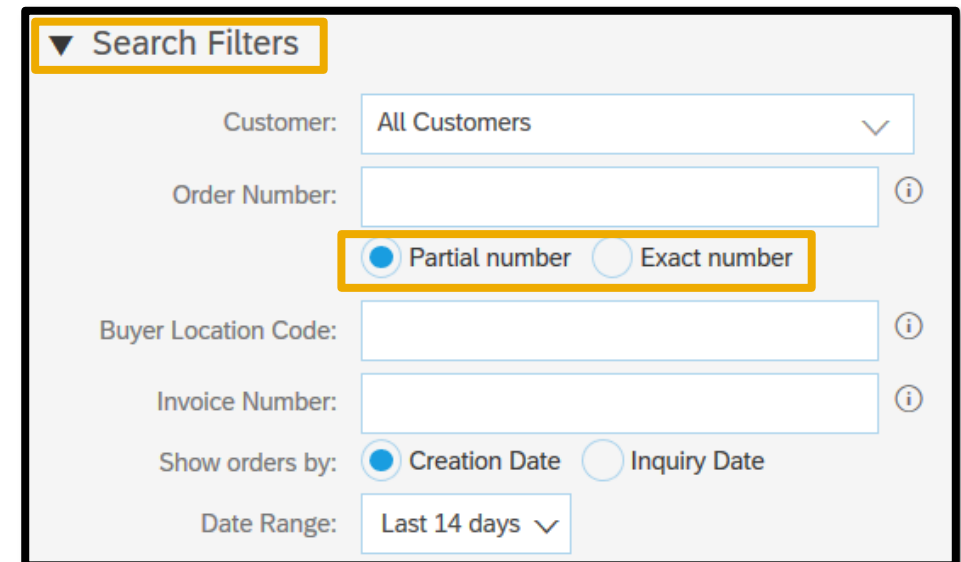 ▼ Search Filters
Customer: All Customers
Order Number:
Partial number Exact number
Buyer Location Code:
Invoice Number:
Show orders by: Creation Date Inquiry Date
Date Range: Last 14 days